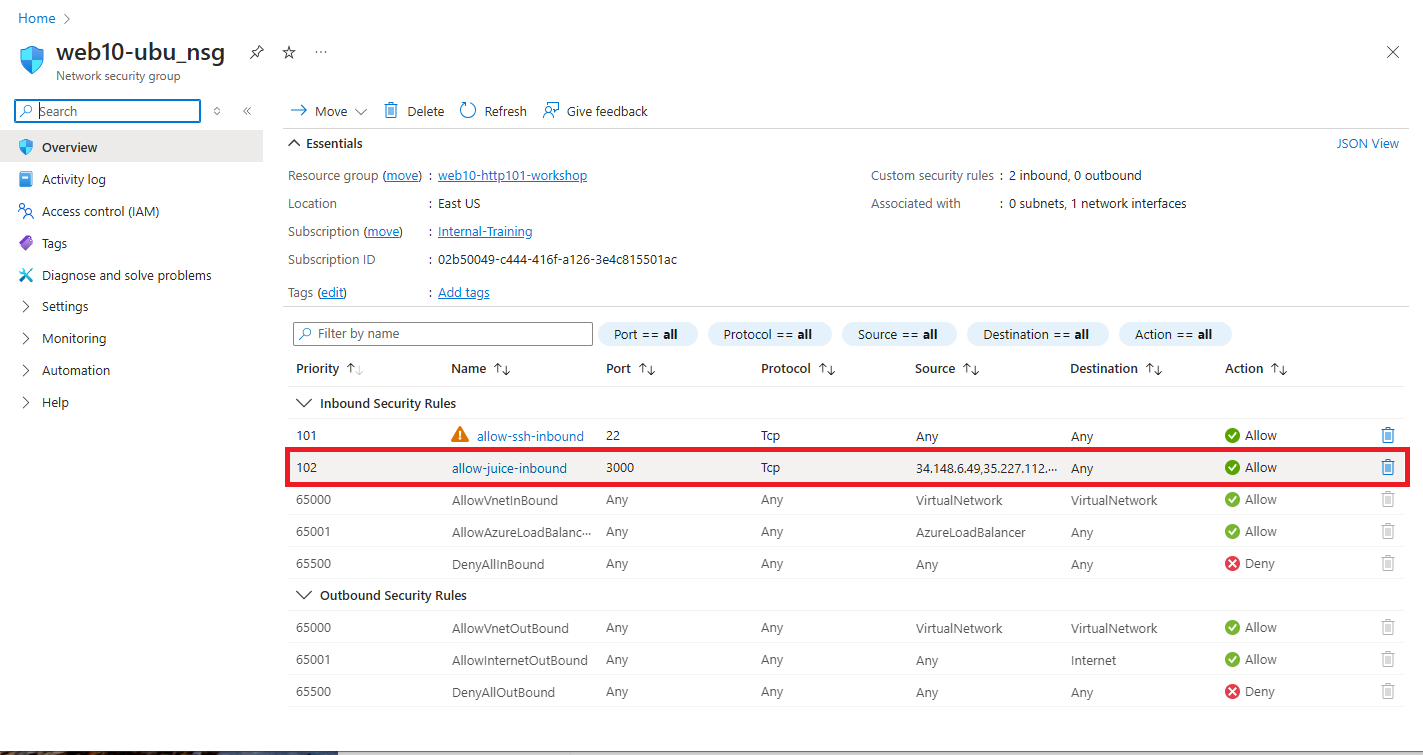 Home
web10-ubu_nsg ...
Network security group
Search
Move Delete Refresh Give feedback
Overview
Activity log
Access control (IAM)
Tags
Diagnose and solve problems
Settings
Monitoring
Automation
Help
Essentials JSON View
Resource group (move) : web10-http101-workshop Custom security rules : 2 inbound, 0 outbound
Location : East US Associated with : 0 subnets, 1 network interfaces
Subscription (move) : Internal-Training
Subscription ID : 02b50049-c444-416f-a126-3e4c815501ac
Tags (edit) : Add tags
Filter by name Port == all Protocol == all Source == all Destination == all Action == all
Priority Name Port Protocol Source Destination Action
Inbound Security Rules
101 allow-ssh-inbound 22 Tcp Any Any Allow
102 allow-juice-inbound 3000 Tcp 34.148.6.49,35.227.112.... Any Allow
65000 AllowVnetInBound Any Any VirtualNetwork VirtualNetwork Allow
65001 AllowAzureLoadBalanc... Any Any AzureLoadBalancer Any Allow
65500 DenyAllInBound Any Any Any Any Deny
Outbound Security Rules
65000 AllowVnetOutBound Any Any VirtualNetwork VirtualNetwork Allow
65001 AllowInternetOutBound Any Any Any Internet Allow
65500 DenyAllOutBound Any Any Any Any Deny